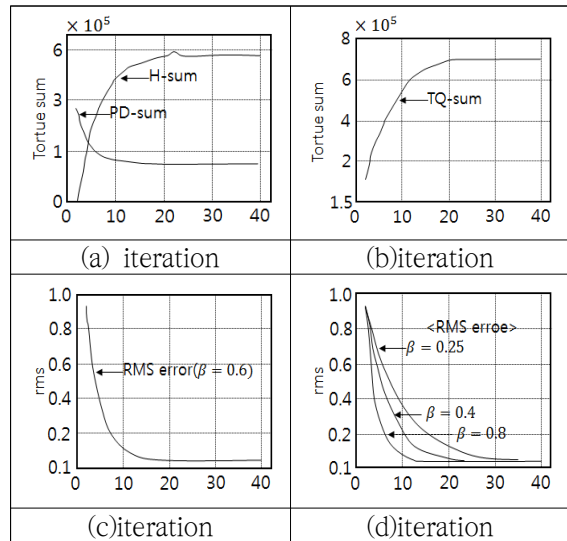 × 10⁵
6
3
1
0
Tortue sum
H-sum
PD-sum
0 10 20 30 40
(a) iteration
× 10⁵
8
6
4
2
1.5
Tortue sum
TQ-sum
0 10 20 30 40
(b)iteration
1.0
0.8
0.6
0.4
0.2
0.1
rms
RMS error(β = 0.6)
0 10 20 30 40
(c)iteration
1.0
0.8
0.6
0.4
0.2
0.1
rms
<RMS erroe>
β = 0.25
β = 0.4
β = 0.8
0 10 20 30 40
(d)iteration